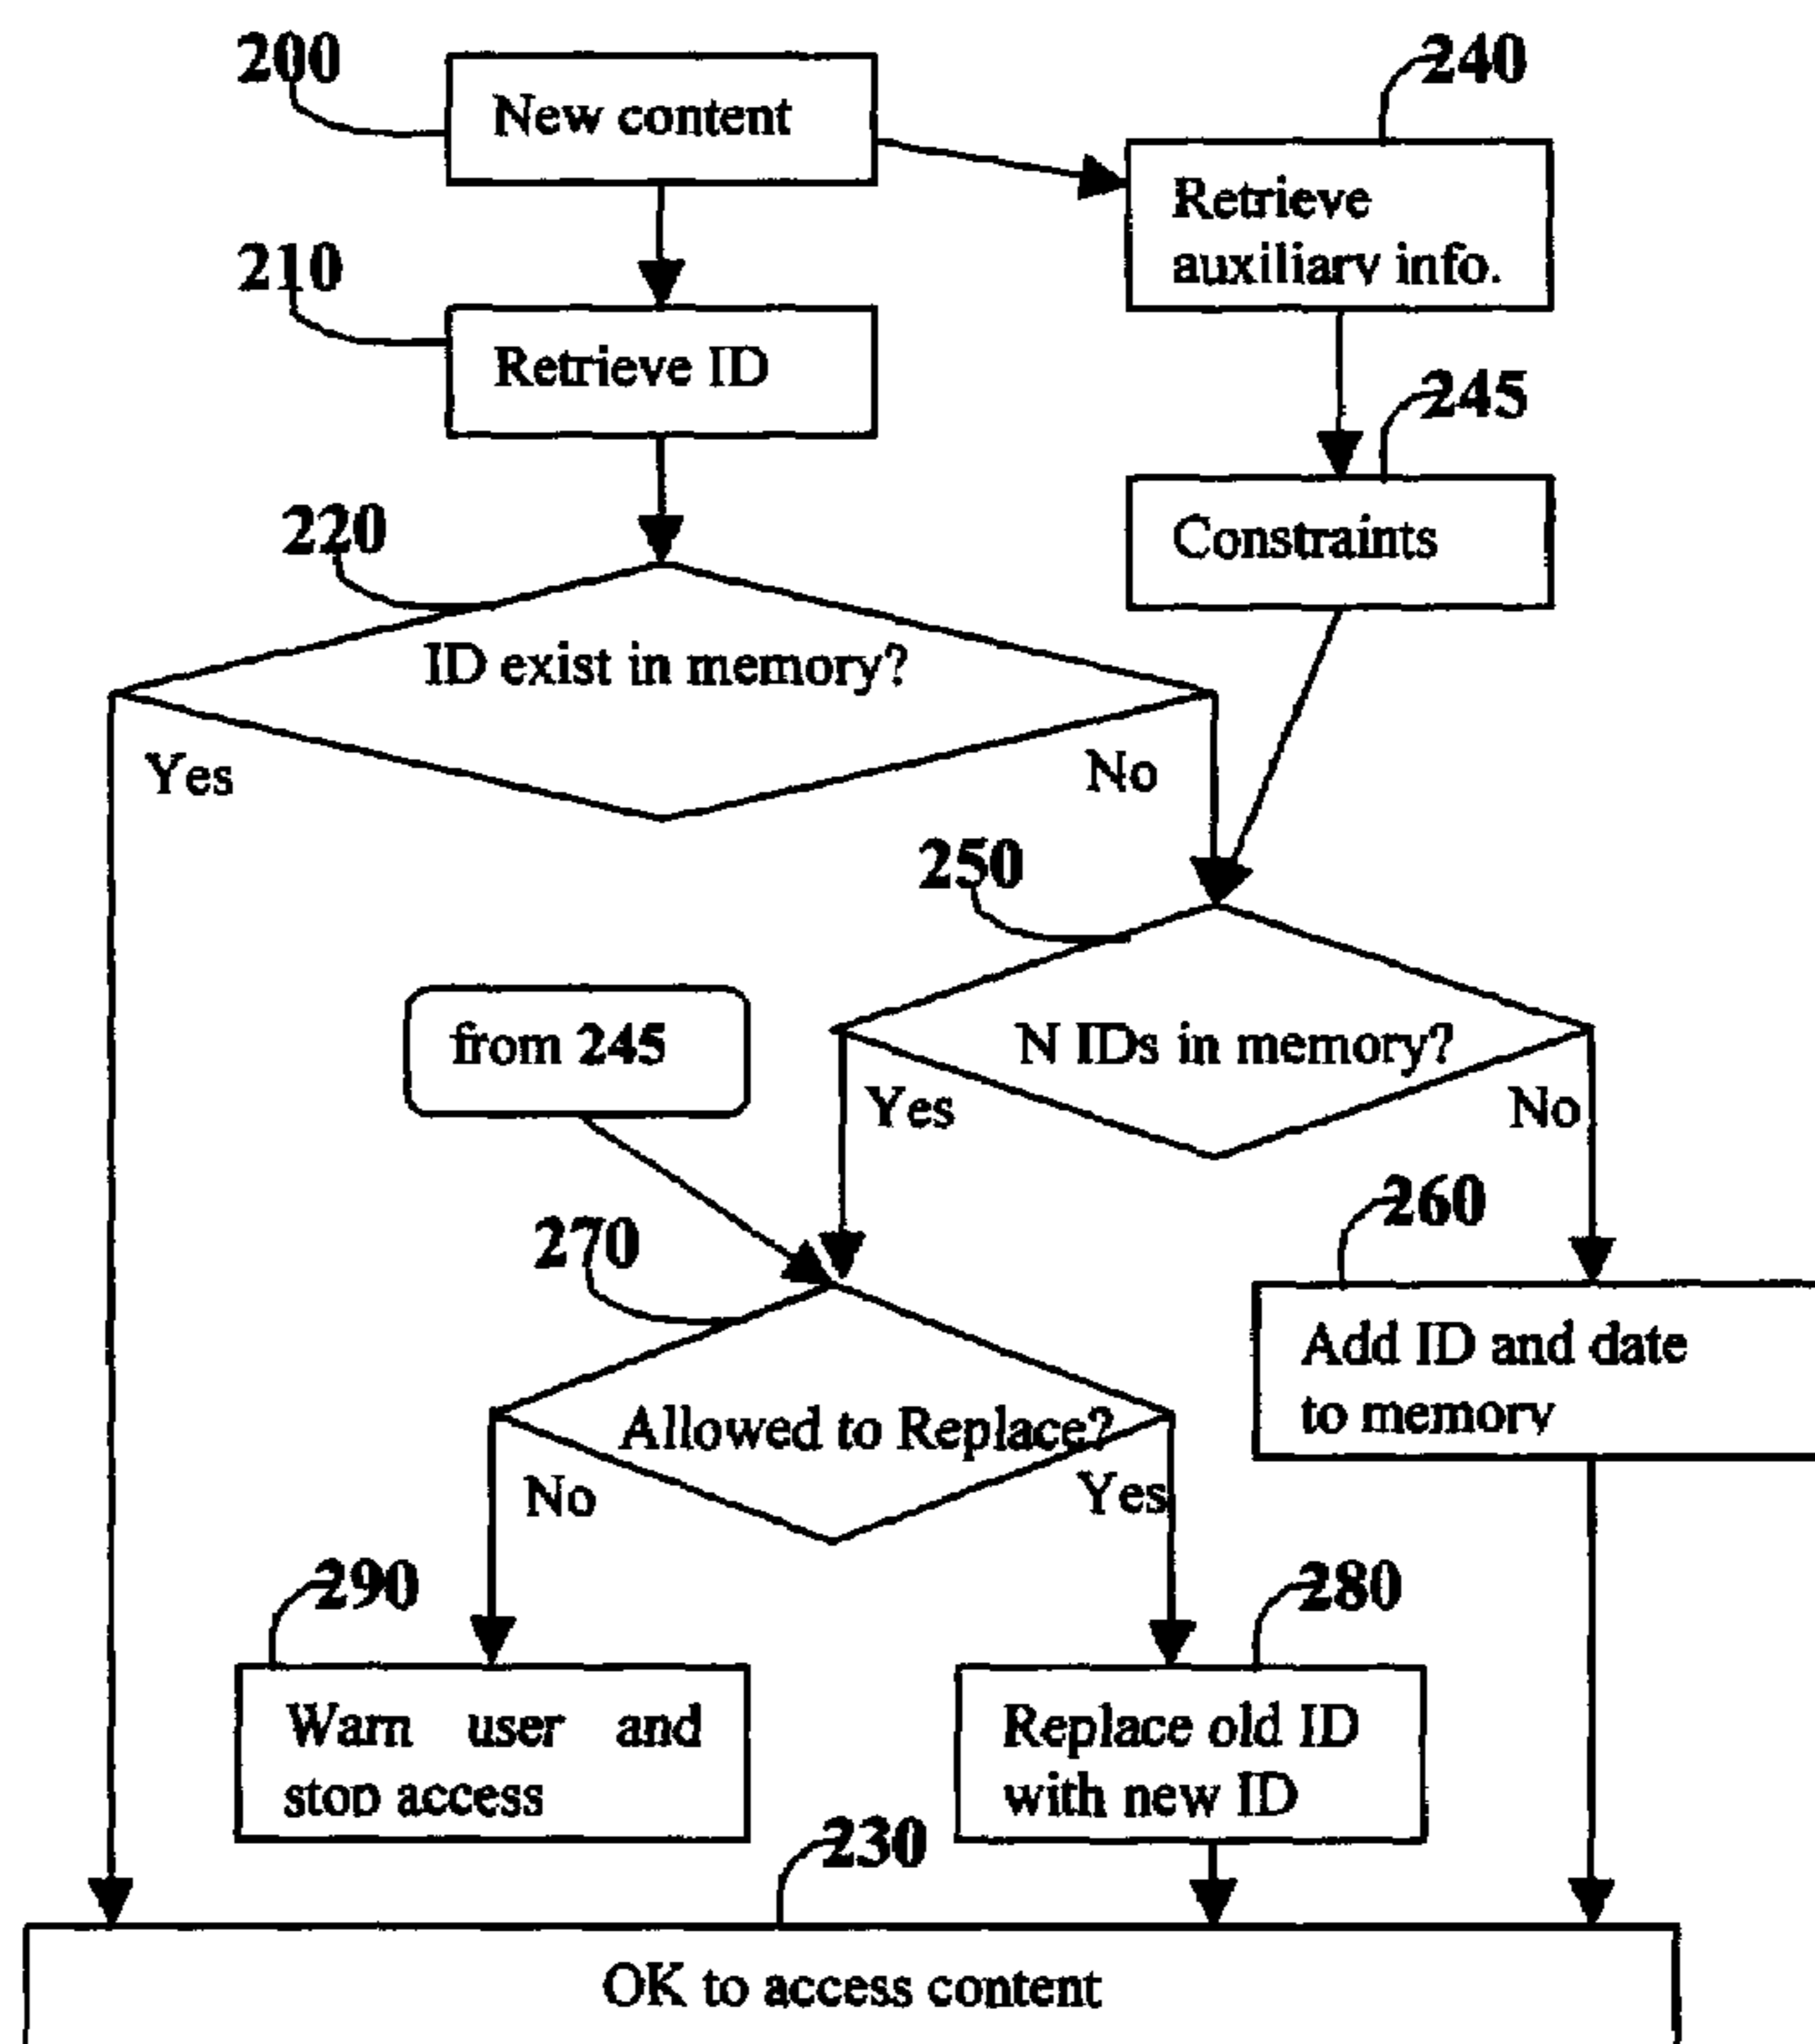 200
New content
240
Retrieve
auxiliary info.
210
Retrieve ID
245
Constraints
220
ID exist in memory?
Yes
No
250
from 245
N IDs in memory?
Yes
No
260
270
Add ID and date
to memory
Allowed to Replace?
No
Yes
290
280
Warn user and
stop access
Replace old ID
with new ID
230
OK to access content